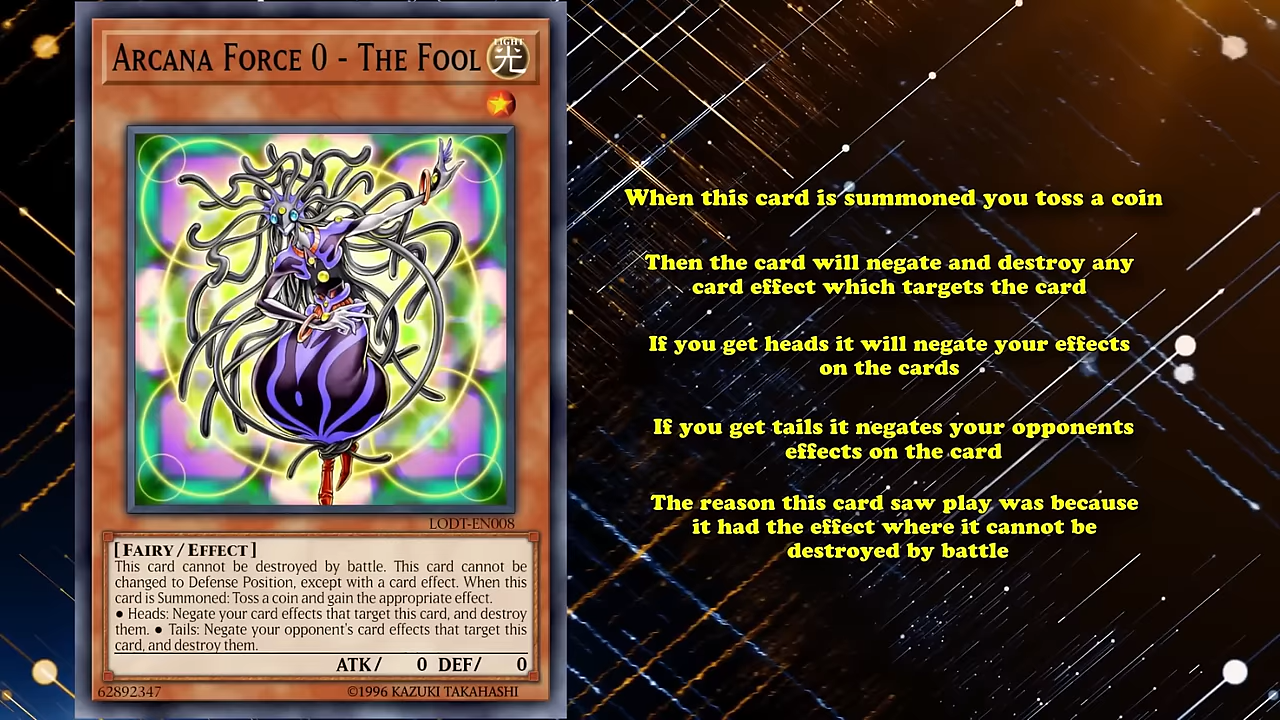 ARCANA FORCE 0 - THE FOOL
LIGHT
光
LODT-EN008
[ FAIRY / EFFECT ]
This card cannot be destroyed by battle. This card cannot be
changed to Defense Position, except with a card effect. When this
card is Summoned: Toss a coin and gain the appropriate effect.
● Heads: Negate your card effects that target this card, and destroy
them. ● Tails: Negate your opponent's card effects that target this
card, and destroy them.
ATK / 0 DEF / 0
62892347
©1996 KAZUKI TAKAHASHI
When this card is summoned you toss a coin
Then the card will negate and destroy any
card effect which targets the card
If you get heads it will negate your effects
on the cards
If you get tails it negates your opponents
effects on the card
The reason this card saw play was because
it had the effect where it cannot be
destroyed by battle